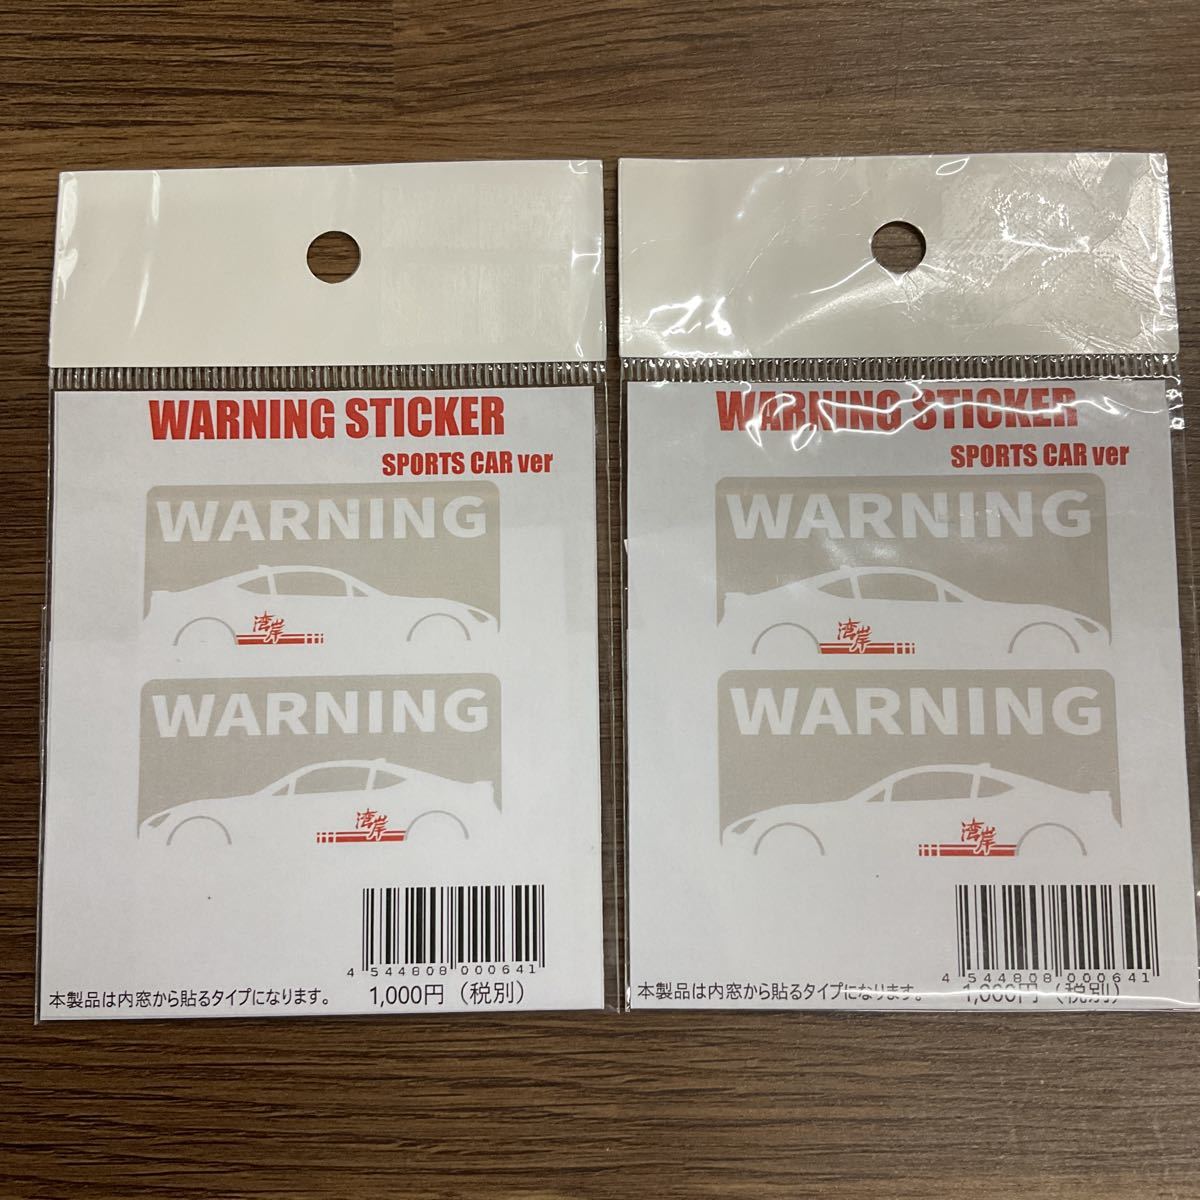 WARNING STICKER
SPORTS CAR ver
WARNING
湾岸
WARNING
湾岸
4 544808 000641
本製品は内窓から貼るタイプになります。 1,000円（税別）
WARNING STICKER
SPORTS CAR ver
WARNING
湾岸
WARNING
湾岸
4 544808 000641
本製品は内窓から貼るタイプになります。 1,000円（税別）